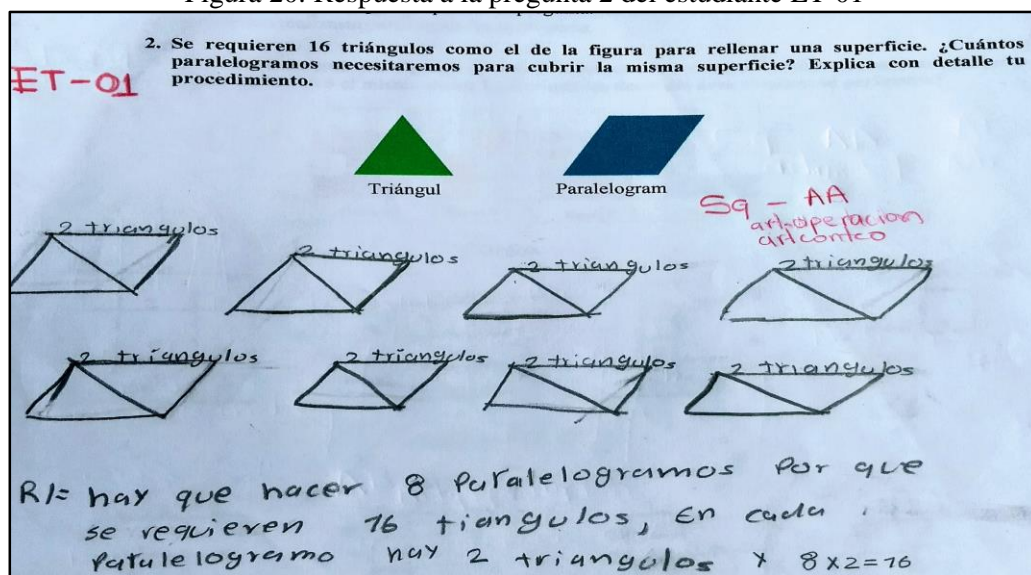 Figura 20. Respuesta a la pregunta 2 del estudiante ET-01
2. Se requieren 16 triángulos como el de la figura para rellenar una superficie. ¿Cuántos
paralelogramos necesitaremos para cubrir la misma superficie? Explica con detalle tu
procedimiento.
ET-01
Triángul
Paralelogram
Sq - AA
art-operacion
artconteo
2 triangulos
2 triangulos
2 triangulos
2 triangulos
2 triangulos
2 triangulos
2 triangulos
2 triangulos
R/= hay que hacer 8 Paralelogramos Por que
se requieren 16 tiangulos, En cada
Paralelogramo hay 2 triangulos y 8x2=16